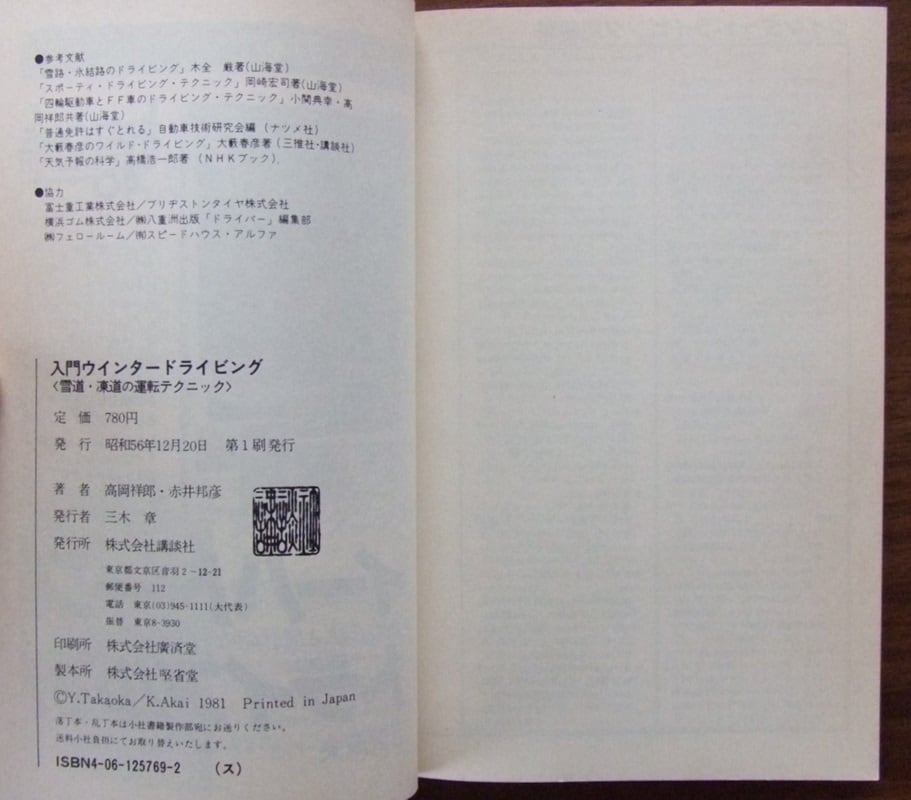 ●参考文献
「雪路・氷結路のドライビング」木全　巌著(山海堂)
「スポーティ・ドライビング・テクニック」岡崎宏司著(山海堂)
「四輪駆動車とＦＦ車のドライビング・テクニック」小関典幸・高
岡祥郎共著(山海堂)
「普通免許はすぐとれる」自動車技術研究会編（ナツメ社）
「大藪春彦のワイルド・ドライビング」大藪春彦著（三推社・講談社）
「天気予報の科学」高橋浩一郎著（ＮＨＫブック）．
●協力
富士重工業株式会社／ブリヂストンタイヤ株式会社
横浜ゴム株式会社／㈱八重洲出版「ドライバー」編集部
㈱フェロールーム／㈲スピードハウス・アルファ
入門ウインタードライビング
〈雪道・凍道の運転テクニック〉
定　価　780円
発　行　昭和56年12月20日　第１刷発行
著　者　高岡祥郎・赤井邦彦
発行者　三木　章
発行所　株式会社講談社
東京都文京区音羽２－12-21
郵便番号　112
電話　東京(03)945-1111(大代表)
振替　東京8-3930
印刷所　株式会社廣済堂
製本所　株式会社堅省堂
©Y.Takaoka／K.Akai 1981　Printed in Japan
落丁本・乱丁本は小社書籍製作部宛にお送りください。
送料小社負担にてお取り替えいたします。
ISBN4-06-125769-2　（ス）